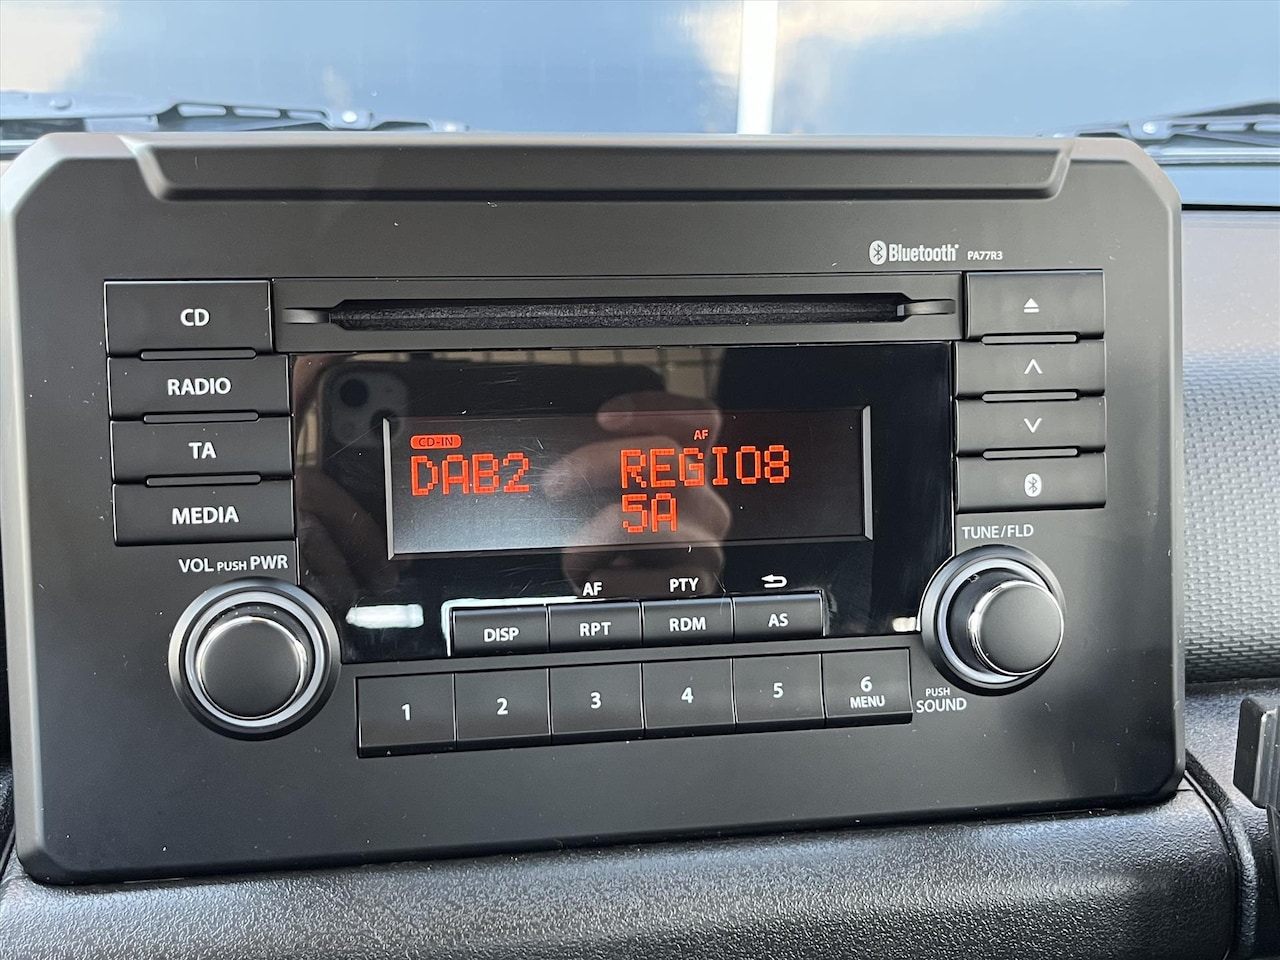 Bluetooth PA77R3
CD
RADIO
TA
MEDIA
CD-IN
AF
DAB2 REGIO8
5A
VOL PUSH PWR
TUNE/FLD
AF PTY
DISP RPT RDM AS
1 2 3 4 5 6
MENU
PUSH
SOUND